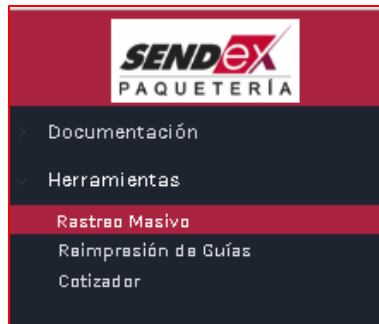 SENDEX
PAQUETERÍA
Documentación
Herramientas
Rastreo Masivo
Reimpresión de Guías
Cotizador